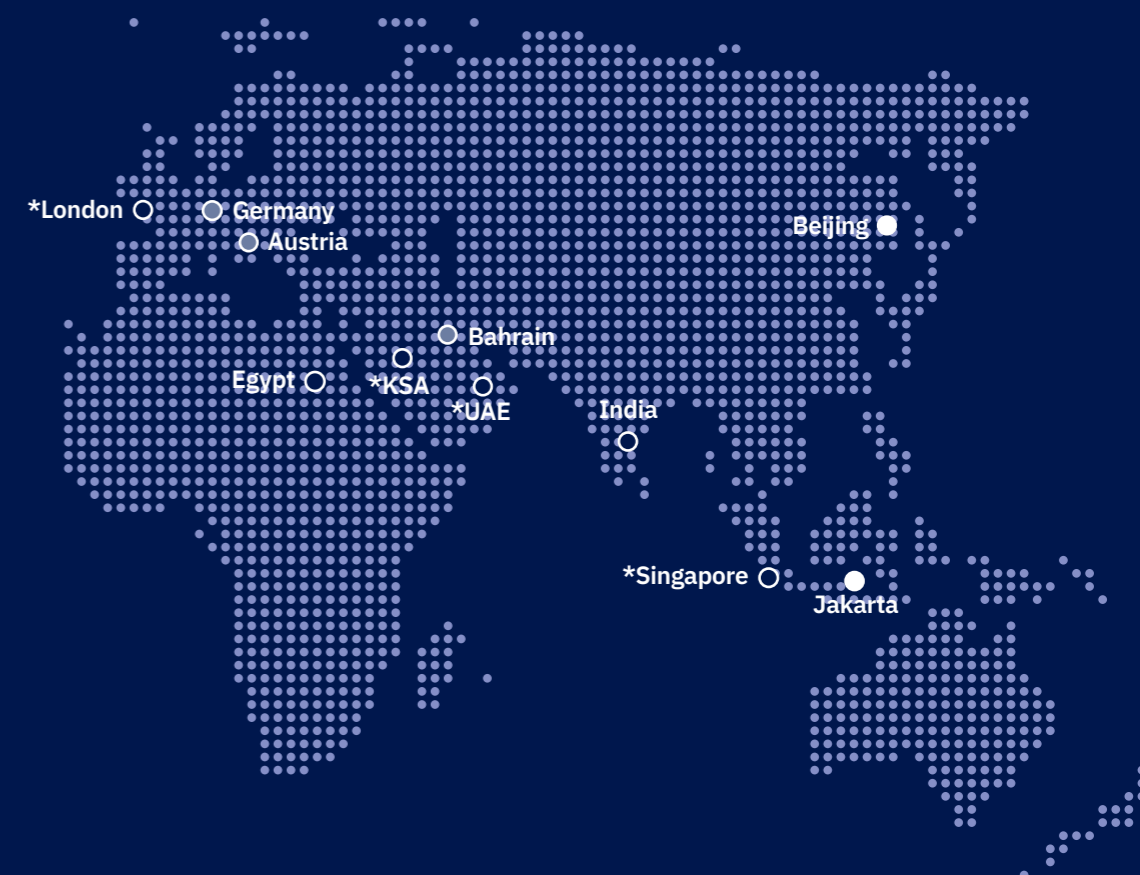 *London
Germany
Austria
Beijing
Bahrain
Egypt
*KSA
*UAE
India
*Singapore
Jakarta